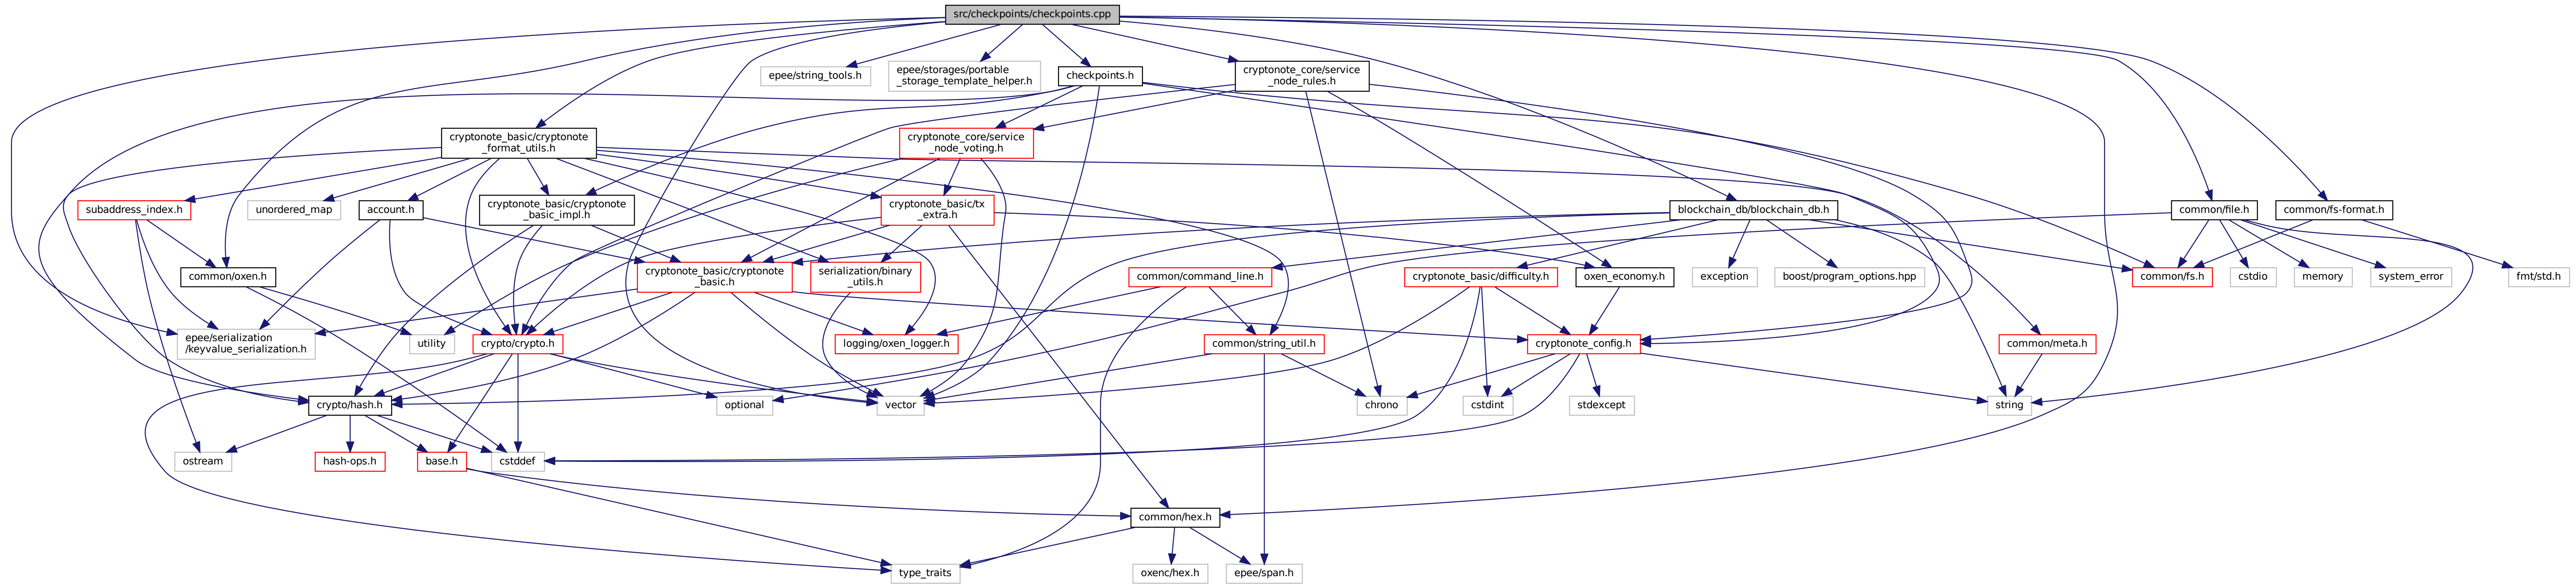 src/checkpoints/checkpoints.cpp
epee/string_tools.h
epee/storages/portable
_storage_template_helper.h
checkpoints.h
cryptonote_core/service
_node_rules.h
cryptonote_basic/cryptonote
_format_utils.h
cryptonote_core/service
_node_voting.h
subaddress_index.h
unordered_map
account.h
cryptonote_basic/cryptonote
_basic_impl.h
cryptonote_basic/tx
_extra.h
blockchain_db/blockchain_db.h
common/file.h
common/fs-format.h
common/oxen.h
cryptonote_basic/cryptonote
_basic.h
serialization/binary
_utils.h
common/command_line.h
cryptonote_basic/difficulty.h
oxen_economy.h
exception
boost/program_options.hpp
common/fs.h
cstdio
memory
system_error
fmt/std.h
epee/serialization
/keyvalue_serialization.h
utility
crypto/crypto.h
logging/oxen_logger.h
common/string_util.h
cryptonote_config.h
common/meta.h
crypto/hash.h
optional
vector
chrono
cstdint
stdexcept
string
ostream
hash-ops.h
base.h
cstddef
common/hex.h
type_traits
oxenc/hex.h
epee/span.h